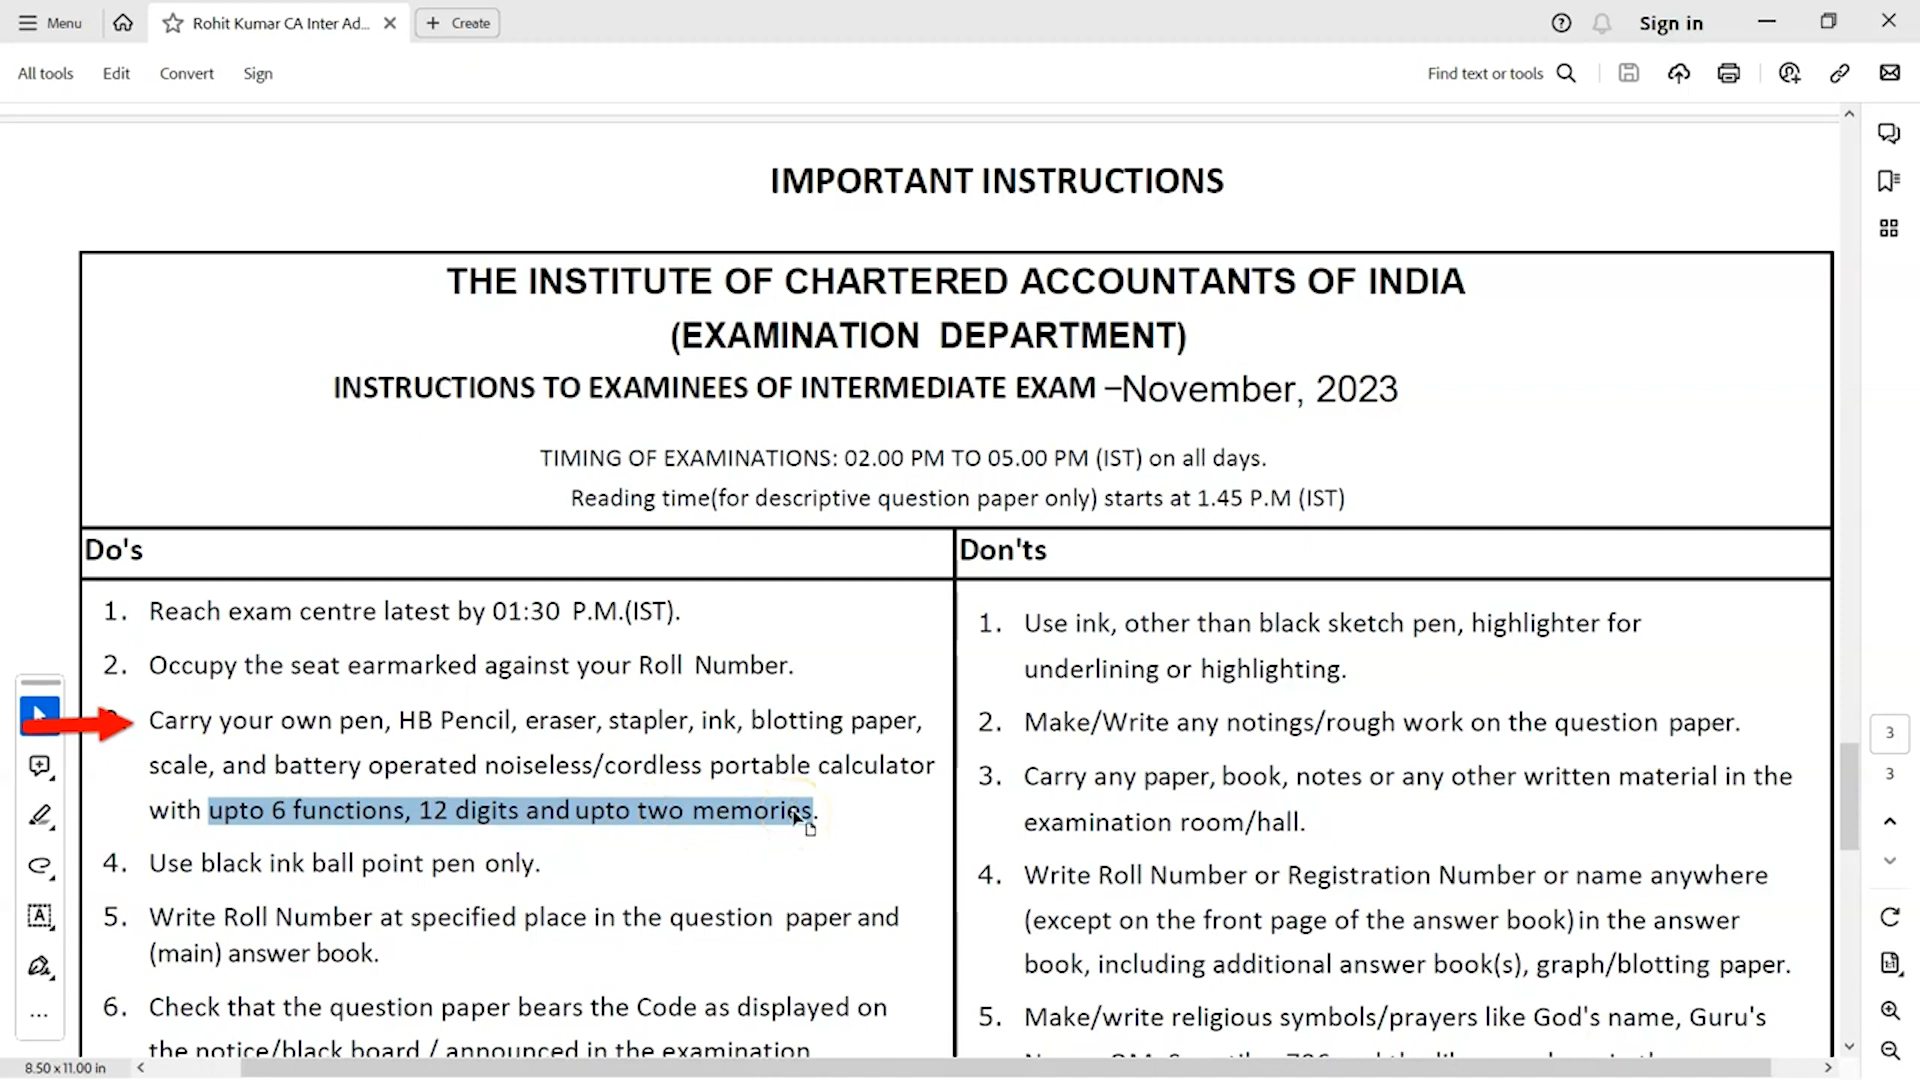 Menu
Rohit Kumar CA Inter Ad...
Create
Sign in
All tools
Edit
Convert
Sign
Find text or tools
IMPORTANT INSTRUCTIONS
THE INSTITUTE OF CHARTERED ACCOUNTANTS OF INDIA
(EXAMINATION DEPARTMENT)
INSTRUCTIONS TO EXAMINEES OF INTERMEDIATE EXAM –November, 2023
TIMING OF EXAMINATIONS: 02.00 PM TO 05.00 PM (IST) on all days.
Reading time(for descriptive question paper only) starts at 1.45 P.M (IST)
Do's
1. Reach exam centre latest by 01:30 P.M.(IST).
2. Occupy the seat earmarked against your Roll Number.
Carry your own pen, HB Pencil, eraser, stapler, ink, blotting paper,
scale, and battery operated noiseless/cordless portable calculator
with upto 6 functions, 12 digits and upto two memories.
4. Use black ink ball point pen only.
5. Write Roll Number at specified place in the question paper and
(main) answer book.
6. Check that the question paper bears the Code as displayed on
the notice/black board / announced in the examination
Don'ts
1. Use ink, other than black sketch pen, highlighter for
underlining or highlighting.
2. Make/Write any notings/rough work on the question paper.
3. Carry any paper, book, notes or any other written material in the
examination room/hall.
4. Write Roll Number or Registration Number or name anywhere
(except on the front page of the answer book) in the answer
book, including additional answer book(s), graph/blotting paper.
5. Make/write religious symbols/prayers like God's name, Guru's
3
3
8.50 x 11.00 in